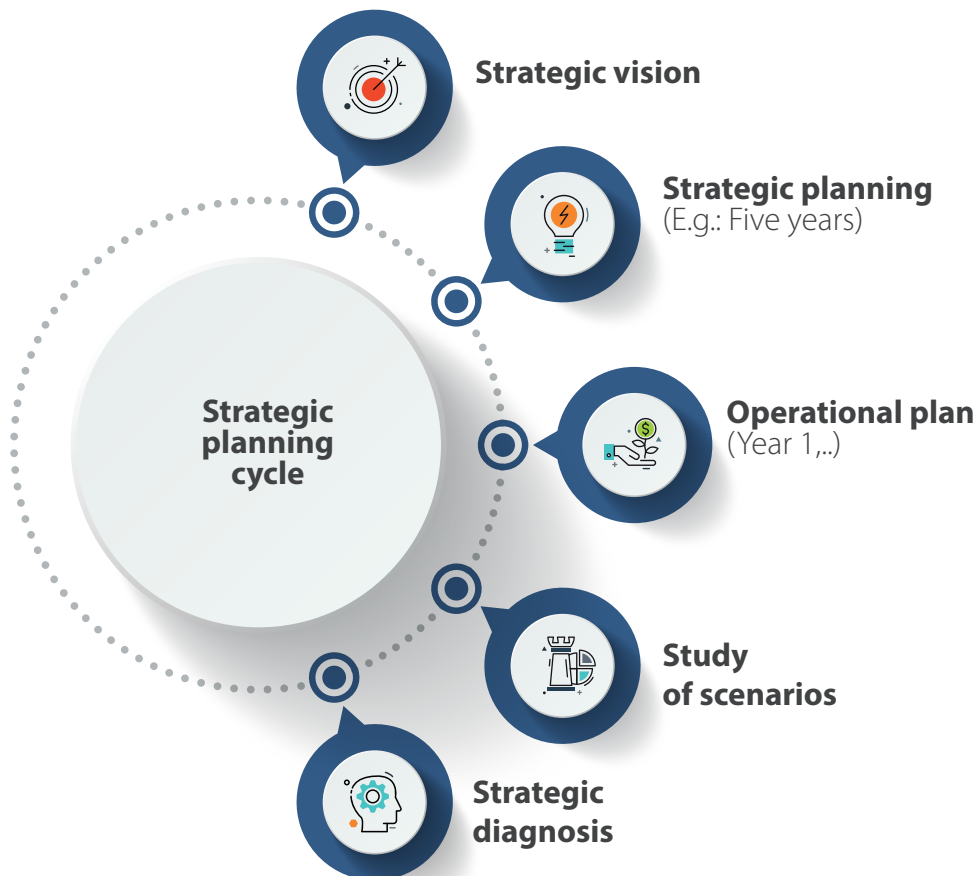 Strategic vision
Strategic planning
(E.g.: Five years)
Strategic
planning
cycle
Operational plan
(Year 1,..)
Study
of scenarios
Strategic
diagnosis